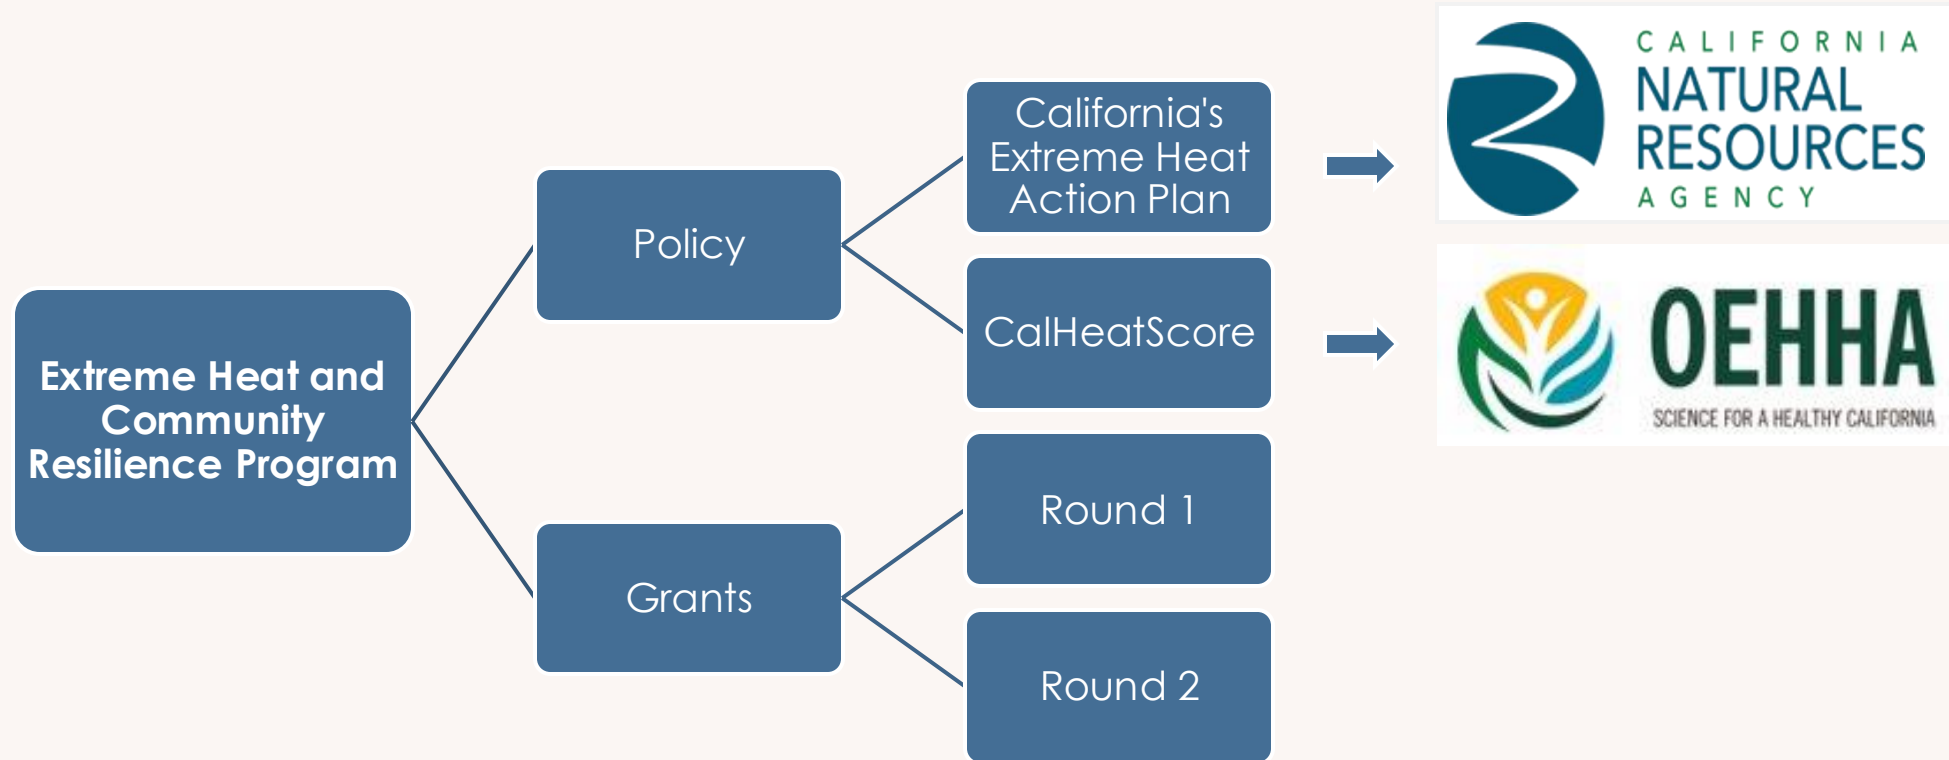 Extreme Heat and
Community
Resilience Program
Policy
Grants
California's
Extreme Heat
Action Plan
CalHeatScore
Round 1
Round 2
CALIFORNIA
NATURAL
RESOURCES
AGENCY
OEHHA
SCIENCE FOR A HEALTHY CALIFORNIA